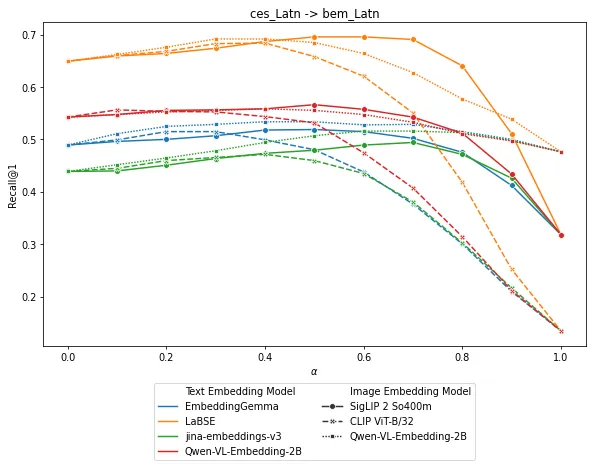 ces_Latn -> bem_Latn
Recall@1
0.7
0.6
0.5
0.4
0.3
0.2
0.0 0.2 0.4 0.6 0.8 1.0
α
Text Embedding Model Image Embedding Model
EmbeddingGemma SigLIP 2 So400m
LaBSE CLIP ViT-B/32
jina-embeddings-v3 Qwen-VL-Embedding-2B
Qwen-VL-Embedding-2B